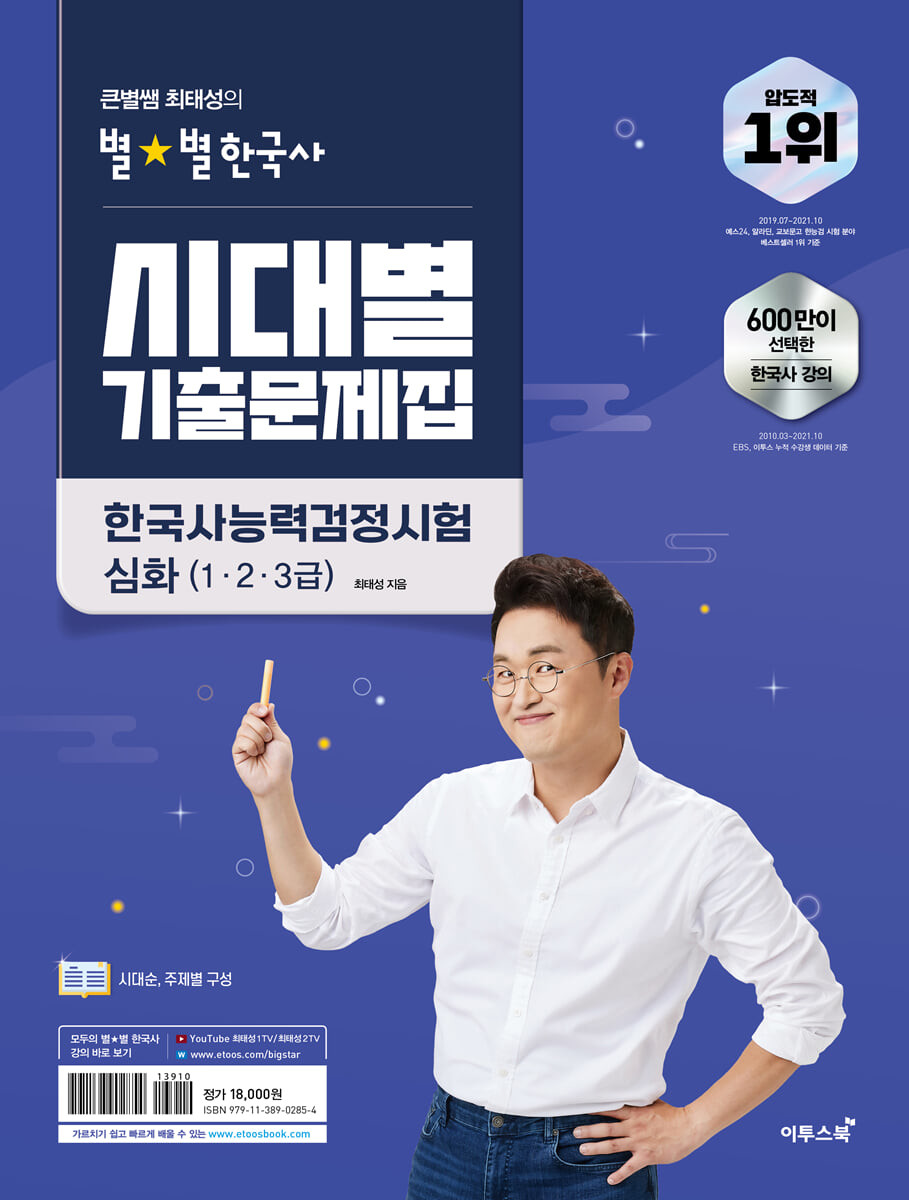 큰별쌤 최태성의
별★별한국사
시대별
기출문제집
한국사능력검정시험
심화 (1·2·3급)
최태성 지음
압도적
1위
2019.07~2021.10
예스24, 알라딘, 교보문고 한능검 시험 분야
베스트셀러 1위 기준
600만이
선택한
한국사 강의
2010.03~2021.10
EBS, 이투스 누적 수강생 데이터 기준
시대순, 주제별 구성
모두의 별★별 한국사
강의 바로 보기
YouTube 최태성1TV/최태성2TV
W www.etoos.com/bigstar
13910
정가 18,000원
ISBN 979-11-389-0285-4
가르치기 쉽고 빠르게 배울 수 있는 www.etoosbook.com
이투스북